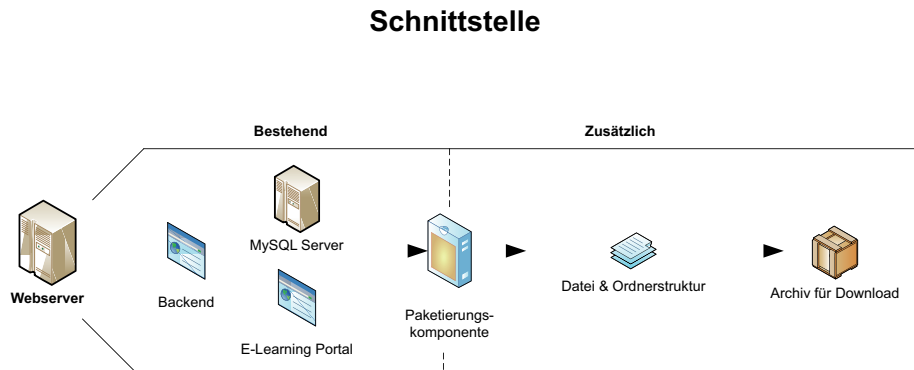 Schnittstelle
Bestehend
Zusätzlich
Webserver
Backend
MySQL Server
E-Learning Portal
Paketierungs-
komponente
Datei & Ordnerstruktur
Archiv für Download